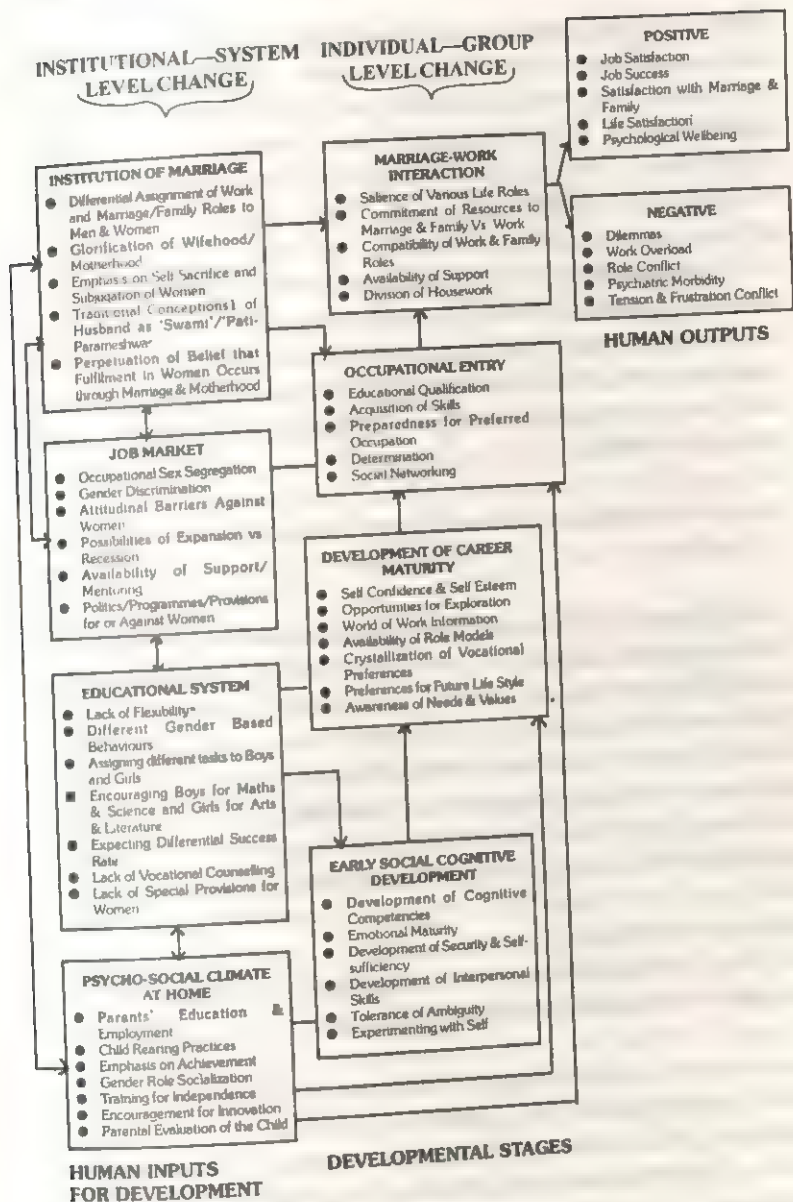 INSTITUTIONAL—SYSTEM
LEVEL CHANGE
INDIVIDUAL—GROUP
LEVEL CHANGE
POSITIVE
● Job Satisfaction
● Job Success
● Satisfaction with Marriage &
Family
● Life Satisfaction
● Psychological Wellbeing
INSTITUTION OF MARRIAGE
● Differential Assignment of Work
and Marriage/Family Roles to
Men & Women
● Glorification of Wifehood/
Motherhood
● Emphasis on Self Sacrifice and
Subjugation of Women
● Traditional Conceptions1 of
Husband as 'Swami'/'Pati-
Parameshwar
● Perpetuation of Belief that
Fulfilment in Women Occurs
through Marriage & Motherhood
MARRIAGE-WORK
INTERACTION
● Salience of Various Life Roles
● Commitment of Resources to
Marriage & Family Vs Work
● Compatibility of Work & Family
Roles
● Availability of Support
● Division of Housework
NEGATIVE
● Dilemmas
● Work Overload
● Role Conflict
● Psychiatric Morbidity
● Tension & Frustration Conflict
HUMAN OUTPUTS
OCCUPATIONAL ENTRY
● Educational Qualification
● Acquisition of Skills
● Preparedness for Preferred
Occupation
● Determination
● Social Networking
JOB MARKET
● Occupational Sex Segregation
● Gender Discrimination
● Attitudinal Barriers Against
Women
● Possibilities of Expansion vs
Recession
● Availability of Support/
Mentoring
● Politics/Programmes/Provisions
for or Against Women
DEVELOPMENT OF CAREER
MATURITY
● Self Confidence & Self Esteem
● Opportunities for Exploration
● World of Work Information
● Availability of Role Models
● Crystallization of Vocational
Preferences
● Preferences for Future Life Style
● Awareness of Needs & Values
EDUCATIONAL SYSTEM
● Lack of Flexibility
● Different Gender Based
Behaviours
● Assigning different tasks to Boys
and Girls
■ Encouraging Boys for Maths
& Science and Girls for Arts
& Literature
● Expecting Differential Success
Rate
● Lack of Vocational Counselling
● Lack of Special Provisions for
Women
EARLY SOCIAL COGNITIVE
DEVELOPMENT
● Development of Cognitive
Competencies
● Emotional Maturity
● Development of Security & Self-
sufficiency
● Development of Interpersonal
Skills
● Tolerance of Ambiguity
● Experimenting with Self
PSYCHO-SOCIAL CLIMATE
AT HOME
● Parents' Education &
Employment
● Child Rearing Practices
● Emphasis on Achievement
● Gender Role Socialization
● Training for Independence
● Encouragement for Innovation
● Parental Evaluation of the Child
HUMAN INPUTS
FOR DEVELOPMENT
DEVELOPMENTAL STAGES